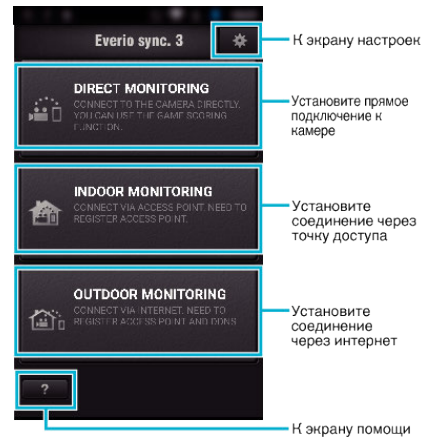 Everio sync. 3
К экрану настроек
DIRECT MONITORING
CONNECT TO THE CAMERA DIRECTLY.
YOU CAN USE THE GAME SCORING
FUNCTION.
Установите прямое
подключение к
камере
INDOOR MONITORING
CONNECT VIA ACCESS POINT. NEED TO
REGISTER ACCESS POINT.
Установите
соединение через
точку доступа
OUTDOOR MONITORING
CONNECT VIA INTERNET. NEED TO
REGISTER ACCESS POINT AND DDNS
Установите
соединение
через интернет
?
К экрану помощи